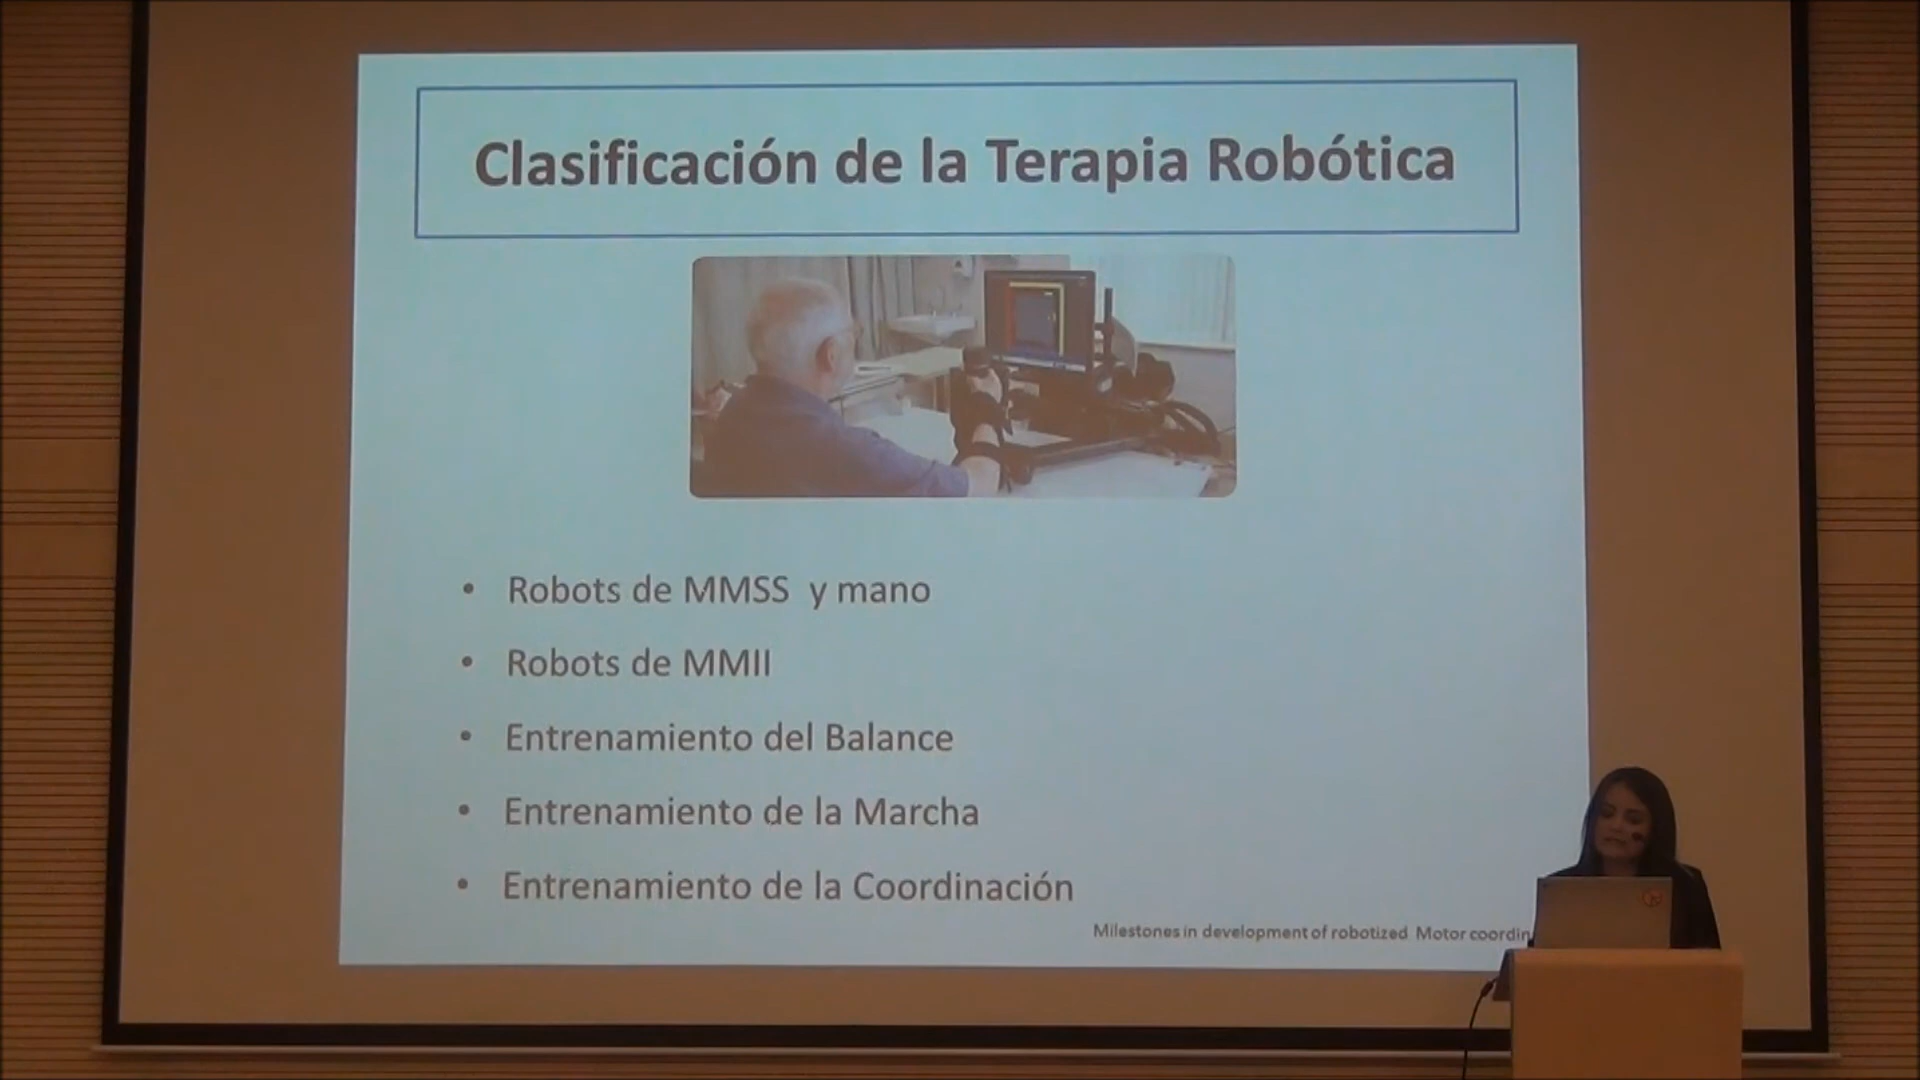 Clasificación de la Terapia Robótica
• Robots de MMSS y mano
• Robots de MMII
• Entrenamiento del Balance
• Entrenamiento de la Marcha
• Entrenamiento de la Coordinación
Milestones in development of robotized Motor coordin